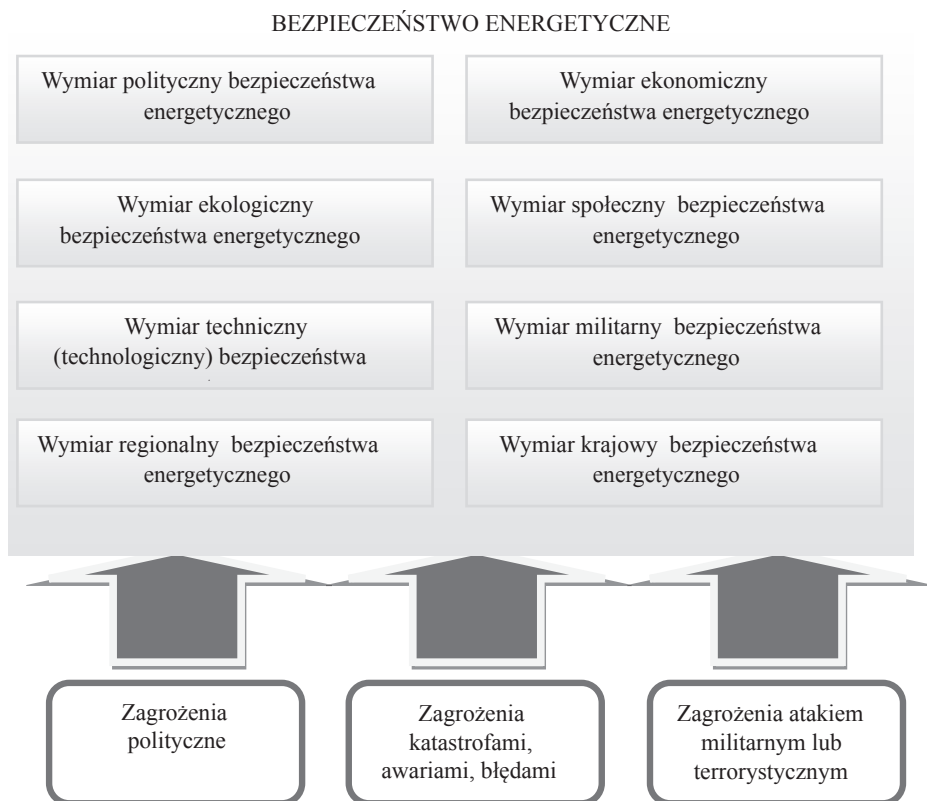 BEZPIECZEŃSTWO ENERGETYCZNE
Wymiar polityczny bezpieczeństwa
energetycznego
Wymiar ekonomiczny
bezpieczeństwa energetycznego
Wymiar ekologiczny
bezpieczeństwa energetycznego
Wymiar społeczny bezpieczeństwa
energetycznego
Wymiar techniczny
(technologiczny) bezpieczeństwa
Wymiar militarny bezpieczeństwa
energetycznego
Wymiar regionalny bezpieczeństwa
energetycznego
Wymiar krajowy bezpieczeństwa
energetycznego
Zagrożenia
polityczne
Zagrożenia
katastrofami,
awariami, błędami
Zagrożenia atakiem
militarnym lub
terrorystycznym